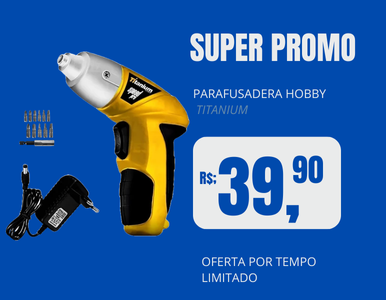 SUPER PROMO
PARAFUSADERA HOBBY
TITANIUM
Titanium
R$; 39,90
OFERTA POR TEMPO
LIMITADO